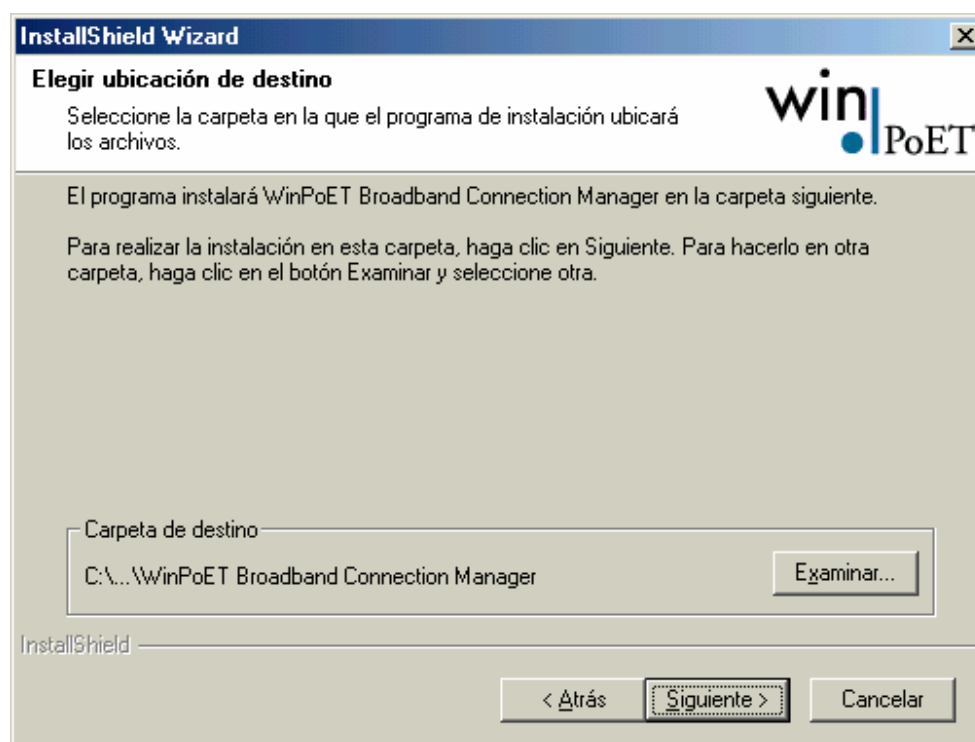 InstallShield Wizard
Elegir ubicación de destino
Seleccione la carpeta en la que el programa de instalación ubicará
los archivos.
win
PoET
El programa instalará WinPoET Broadband Connection Manager en la carpeta siguiente.
Para realizar la instalación en esta carpeta, haga clic en Siguiente. Para hacerlo en otra
carpeta, haga clic en el botón Examinar y seleccione otra.
Carpeta de destino
C:\...\WinPoET Broadband Connection Manager
Examinar...
InstallShield
< Atrás
Siguiente >
Cancelar